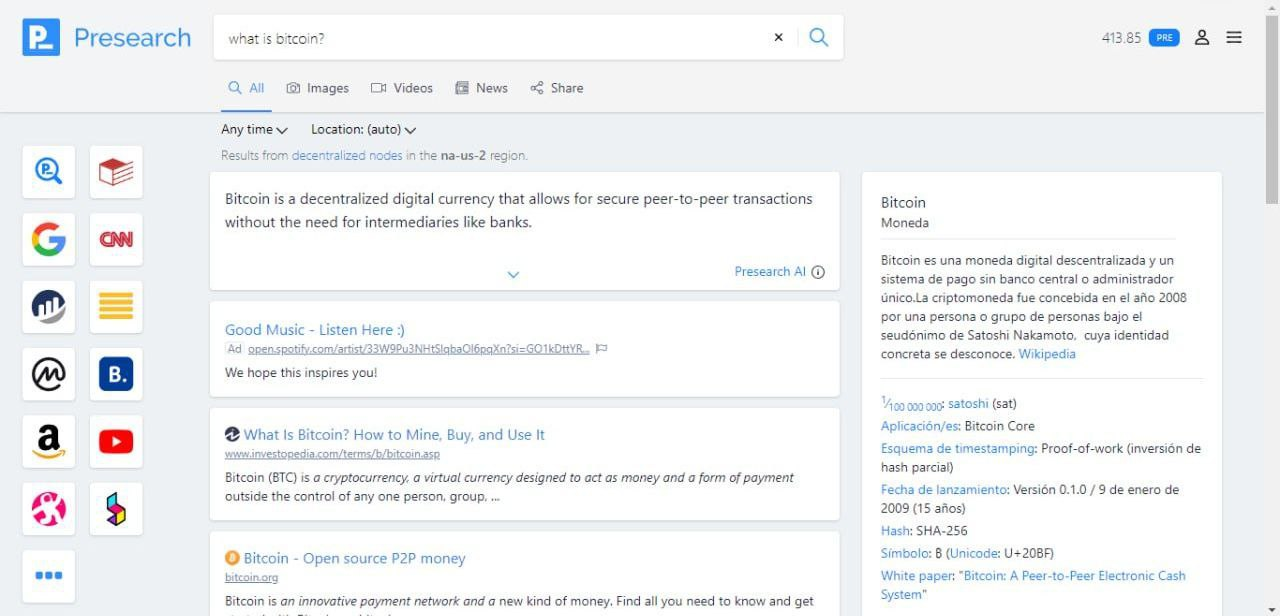 Presearch
what is bitcoin?
413.85 PRE
All Images Videos News Share
Any time Location: (auto)
Results from decentralized nodes in the na-us-2 region.
CNN
B.
a
Bitcoin is a decentralized digital currency that allows for secure peer-to-peer transactions
without the need for intermediaries like banks.
Presearch AI
Good Music - Listen Here :)
Ad open.spotify.com/artist/33W9Pu3NHtSlqbaOl6pqXn?si=GO1kDttYR...
We hope this inspires you!
What Is Bitcoin? How to Mine, Buy, and Use It
www.investopedia.com/terms/b/bitcoin.asp
Bitcoin (BTC) is a cryptocurrency, a virtual currency designed to act as money and a form of payment
outside the control of any one person, group, ...
Bitcoin - Open source P2P money
bitcoin.org
Bitcoin is an innovative payment network and a new kind of money. Find all you need to know and get
Bitcoin
Moneda
Bitcoin es una moneda digital descentralizada y un
sistema de pago sin banco central o administrador
único.La criptomoneda fue concebida en el año 2008
por una persona o grupo de personas bajo el
seudónimo de Satoshi Nakamoto, cuya identidad
concreta se desconoce. Wikipedia
1/100 000 000: satoshi (sat)
Aplicación/es: Bitcoin Core
Esquema de timestamping: Proof-of-work (inversión de
hash parcial)
Fecha de lanzamiento: Versión 0.1.0 / 9 de enero de
2009 (15 años)
Hash: SHA-256
Símbolo: B (Unicode: U+20BF)
White paper: "Bitcoin: A Peer-to-Peer Electronic Cash
System"